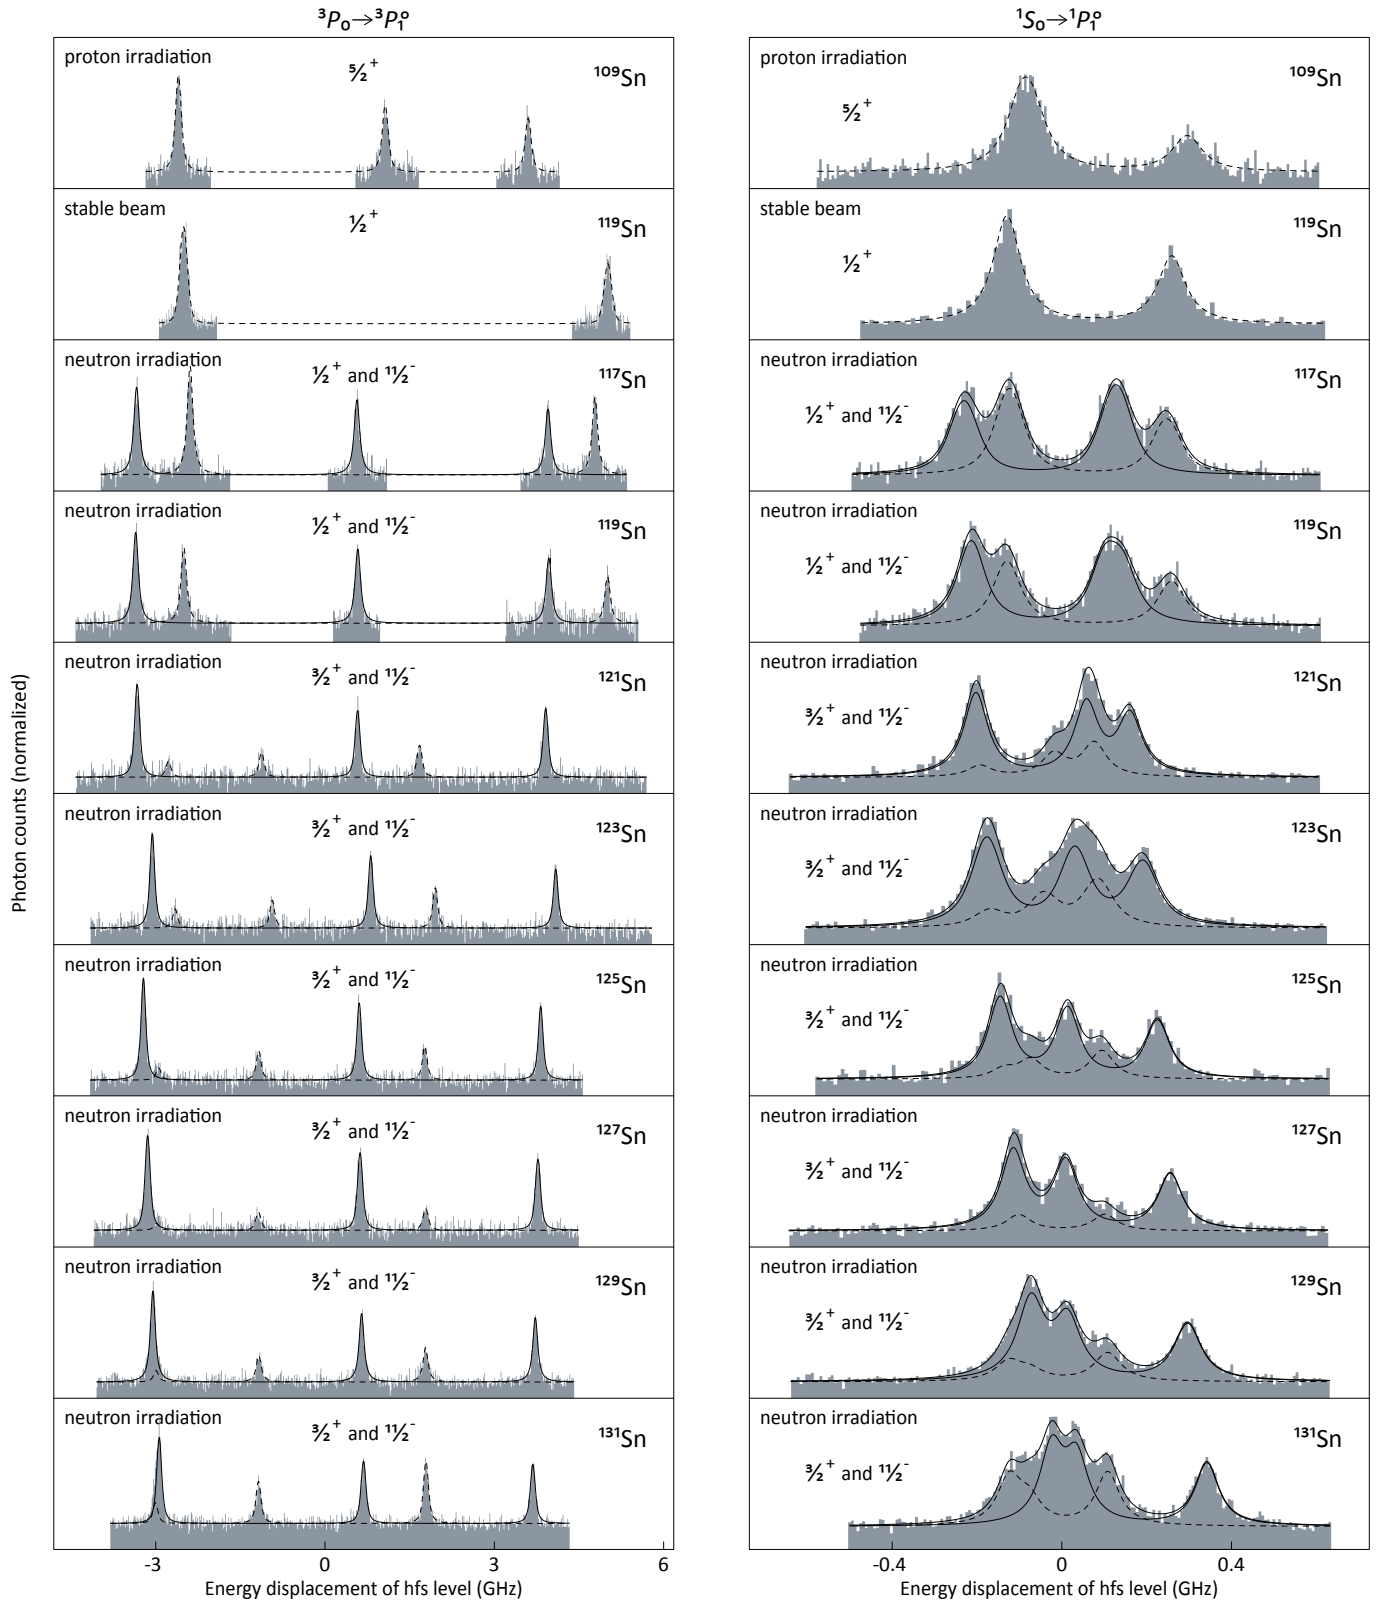 ³P₀→³P₁°
¹S₀→¹P₁°
proton irradiation
5/2⁺
¹⁰⁹Sn
proton irradiation
5/2⁺
¹⁰⁹Sn
stable beam
1/2⁺
¹¹⁹Sn
stable beam
1/2⁺
¹¹⁹Sn
neutron irradiation
1/2⁺ and 11/2⁻
¹¹⁷Sn
neutron irradiation
1/2⁺ and 11/2⁻
¹¹⁷Sn
neutron irradiation
1/2⁺ and 11/2⁻
¹¹⁹Sn
neutron irradiation
1/2⁺ and 11/2⁻
¹¹⁹Sn
neutron irradiation
3/2⁺ and 11/2⁻
¹²¹Sn
neutron irradiation
3/2⁺ and 11/2⁻
¹²¹Sn
neutron irradiation
3/2⁺ and 11/2⁻
¹²³Sn
neutron irradiation
3/2⁺ and 11/2⁻
¹²³Sn
neutron irradiation
3/2⁺ and 11/2⁻
¹²⁵Sn
neutron irradiation
3/2⁺ and 11/2⁻
¹²⁵Sn
neutron irradiation
3/2⁺ and 11/2⁻
¹²⁷Sn
neutron irradiation
3/2⁺ and 11/2⁻
¹²⁷Sn
neutron irradiation
3/2⁺ and 11/2⁻
¹²⁹Sn
neutron irradiation
3/2⁺ and 11/2⁻
¹²⁹Sn
neutron irradiation
3/2⁺ and 11/2⁻
¹³¹Sn
neutron irradiation
3/2⁺ and 11/2⁻
¹³¹Sn
Photon counts (normalized)
-3 0 3 6
-0.4 0 0.4
Energy displacement of hfs level (GHz)
Energy displacement of hfs level (GHz)